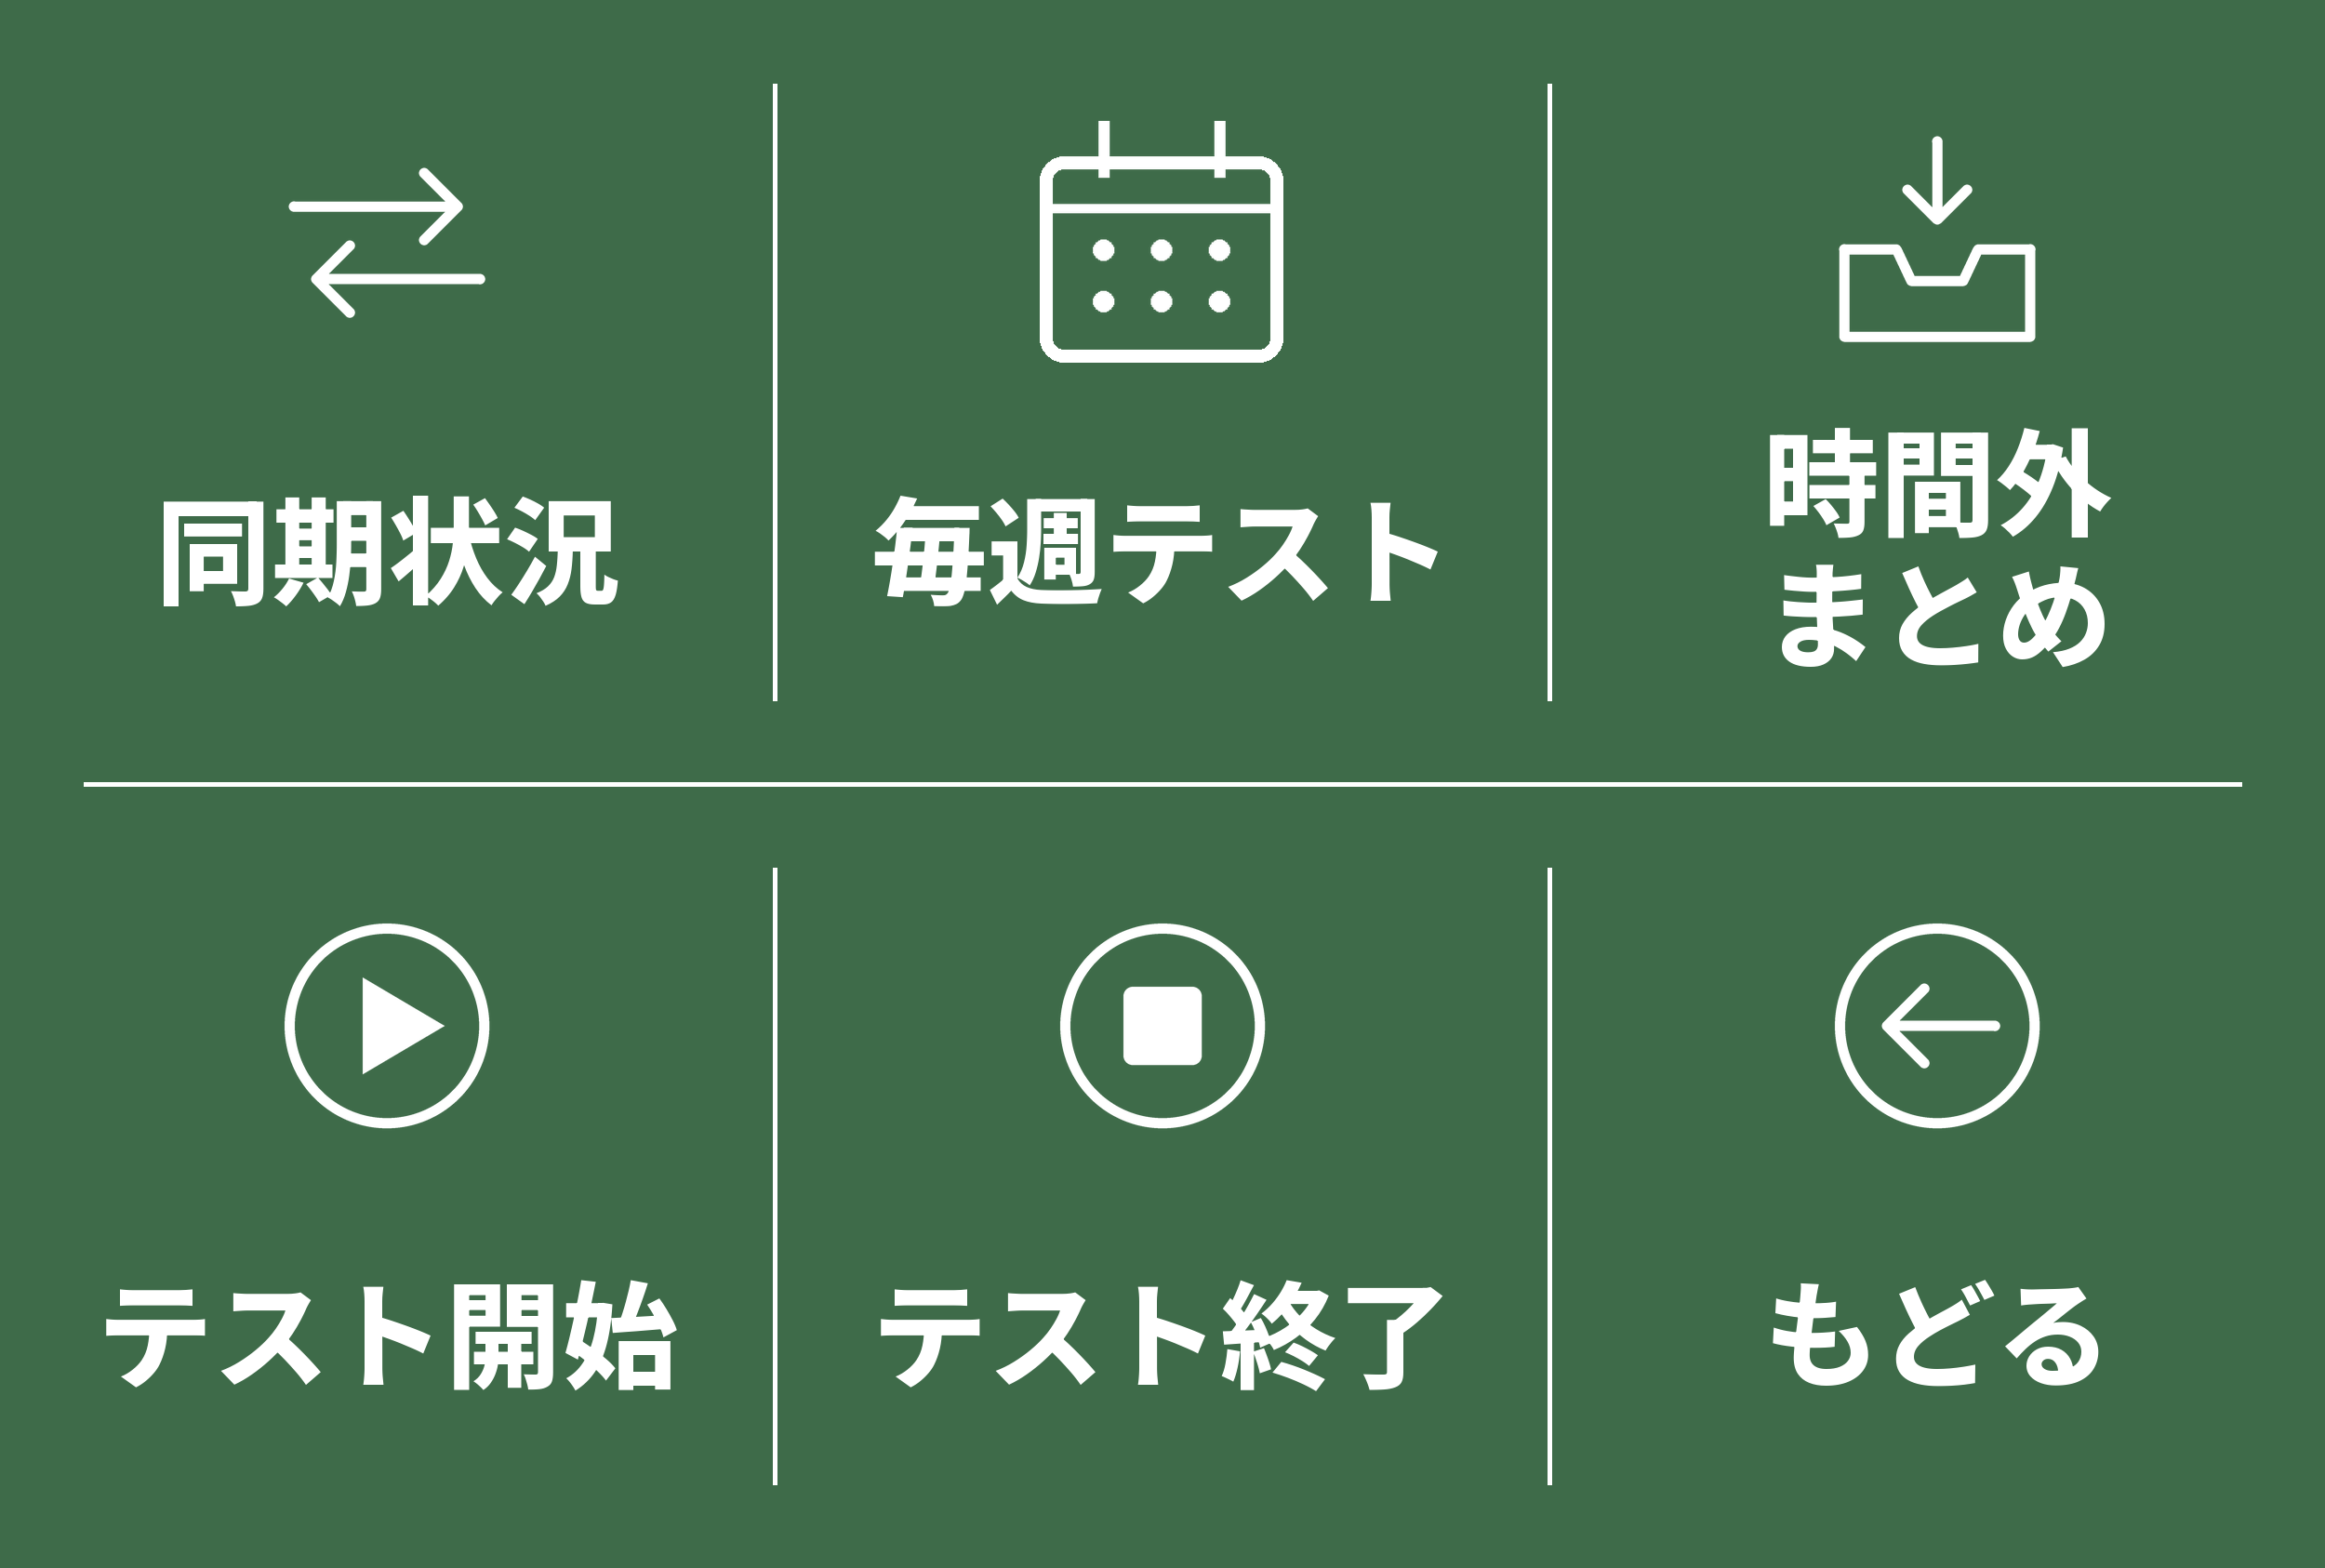 同期状況
毎週テスト
時間外
まとめ
テスト開始
テスト終了
もどる